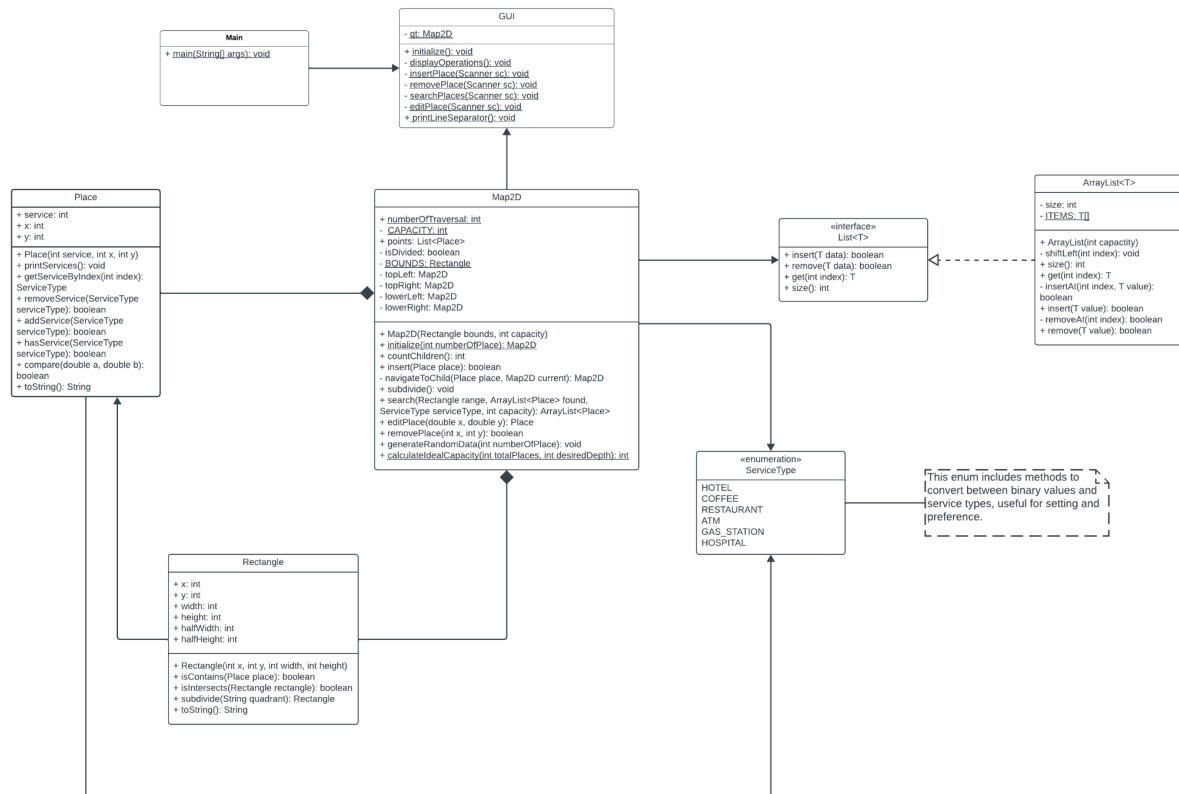 GUI
- qt: Map2D
+ initialize(): void
- displayOperations(): void
- insertPlace(Scanner sc): void
- removePlace(Scanner sc): void
- searchPlaces(Scanner sc): void
- editPlace(Scanner sc): void
+ printLineSeparator(): void
Main
+ main(String[] args): void
Place
+ service: int
+ x: int
+ y: int
+ Place(int service, int x, int y)
+ printServices(): void
+ getServiceByIndex(int index):
ServiceType
+ removeService(ServiceType
serviceType): boolean
+ addService(ServiceType
serviceType): boolean
+ hasService(ServiceType
serviceType): boolean
+ compare(double a, double b):
boolean
+ toString(): String
Map2D
+ numberOfTraversal: int
- CAPACITY: int
+ points: List<Place>
- isDivided: boolean
- BOUNDS: Rectangle
- topLeft: Map2D
- topRight: Map2D
- lowerLeft: Map2D
- lowerRight: Map2D
+ Map2D(Rectangle bounds, int capacity)
+ initialize(int numberOfPlace): Map2D
+ countChildren(): int
+ insert(Place place): boolean
- navigateToChild(Place place, Map2D current): Map2D
+ subdivide(): void
+ search(Rectangle range, ArrayList<Place> found,
ServiceType serviceType, int capacity): ArrayList<Place>
+ editPlace(double x, double y): Place
+ removePlace(int x, int y): boolean
+ generateRandomData(int numberOfPlace): void
+ calculateIdealCapacity(int totalPlaces, int desiredDepth): int
«interface»
List<T>
+ insert(T data): boolean
+ remove(T data): boolean
+ get(int index): T
+ size(): int
ArrayList<T>
- size: int
- ITEMS: T[]
+ ArrayList(int capacity)
- shiftLeft(int index): void
+ size(): int
+ get(int index): T
- insertAt(int index, T value):
boolean
+ insert(T value): boolean
- removeAt(int index): boolean
+ remove(T value): boolean
«enumeration»
ServiceType
HOTEL
COFFEE
RESTAURANT
ATM
GAS_STATION
HOSPITAL
This enum includes methods to
convert between binary values and
service types, useful for setting and
preference.
Rectangle
+ x: int
+ y: int
+ width: int
+ height: int
+ halfWidth: int
+ halfHeight: int
+ Rectangle(int x, int y, int width, int height)
+ isContains(Place place): boolean
+ isIntersects(Rectangle rectangle): boolean
+ subdivide(String quadrant): Rectangle
+ toString(): String